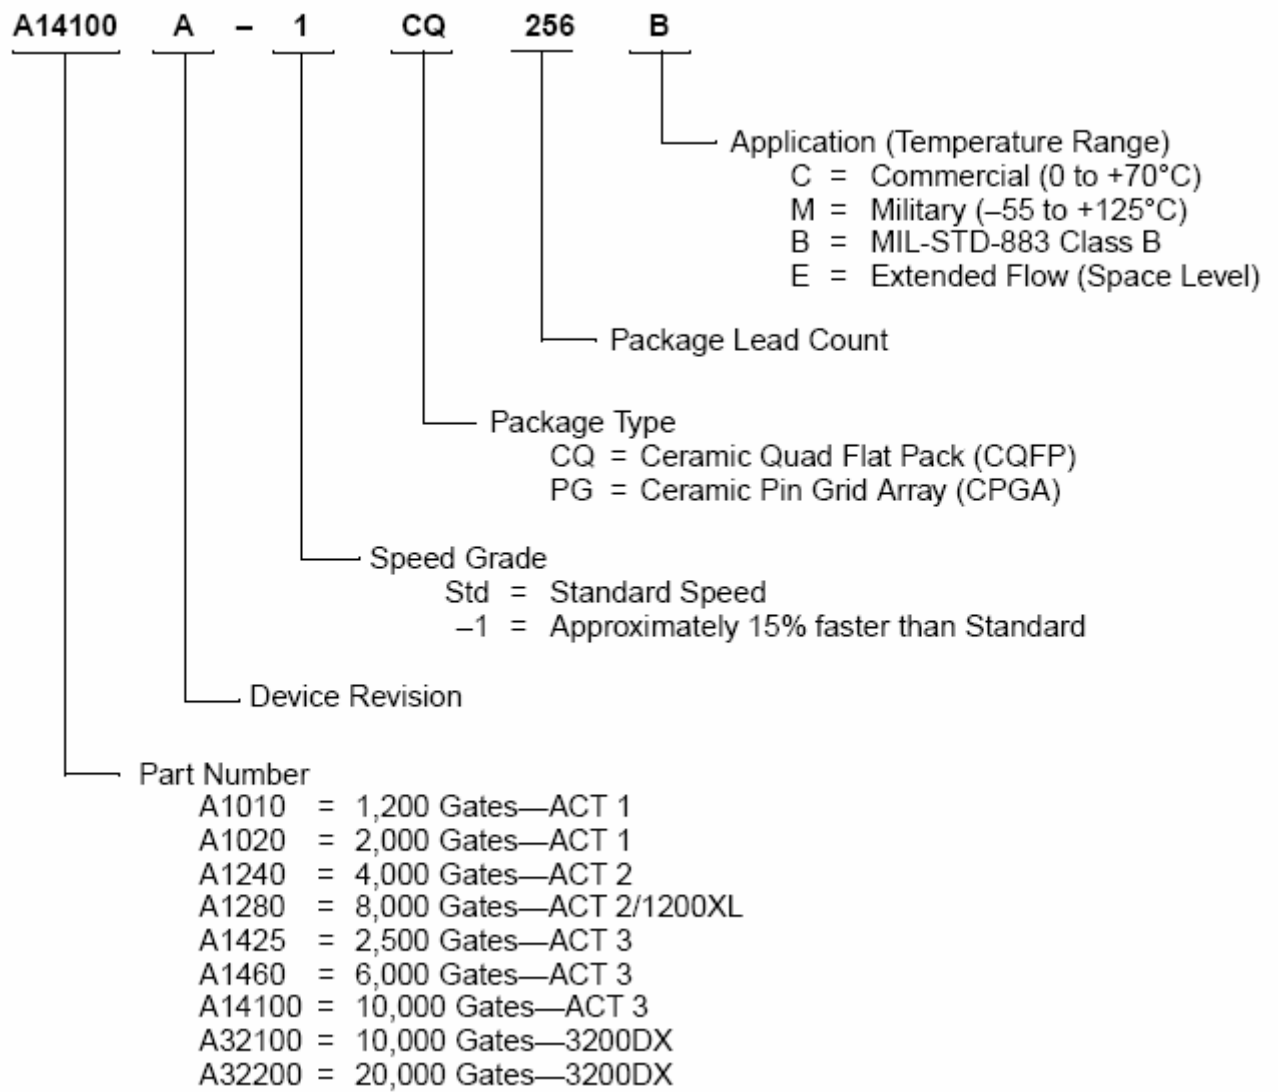 A14100 A – 1 CQ 256 B
Application (Temperature Range)
C = Commercial (0 to +70°C)
M = Military (–55 to +125°C)
B = MIL-STD-883 Class B
E = Extended Flow (Space Level)
Package Lead Count
Package Type
CQ = Ceramic Quad Flat Pack (CQFP)
PG = Ceramic Pin Grid Array (CPGA)
Speed Grade
Std = Standard Speed
–1 = Approximately 15% faster than Standard
Device Revision
Part Number
A1010 = 1,200 Gates—ACT 1
A1020 = 2,000 Gates—ACT 1
A1240 = 4,000 Gates—ACT 2
A1280 = 8,000 Gates—ACT 2/1200XL
A1425 = 2,500 Gates—ACT 3
A1460 = 6,000 Gates—ACT 3
A14100 = 10,000 Gates—ACT 3
A32100 = 10,000 Gates—3200DX
A32200 = 20,000 Gates—3200DX